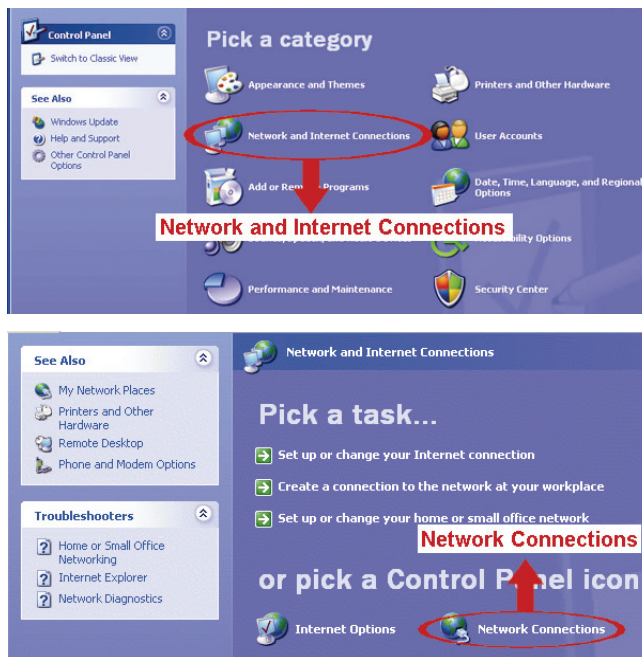 Control Panel
Switch to Classic View
See Also
Windows Update
Help and Support
Other Control Panel
Options
Pick a category
Appearance and Themes
Printers and Other Hardware
Network and Internet Connections
User Accounts
Add or Remove Programs
Date, Time, Language, and Regional
Options
Network and Internet Connections
Options
Performance and Maintenance
Security Center
See Also
My Network Places
Printers and Other
Hardware
Remote Desktop
Phone and Modem Options
Troubleshooters
Home or Small Office
Networking
Internet Explorer
Network Diagnostics
Network and Internet Connections
Pick a task...
Set up or change your Internet connection
Create a connection to the network at your workplace
Set up or change your home or small office network
Network Connections
or pick a Control Panel icon
Internet Options
Network Connections